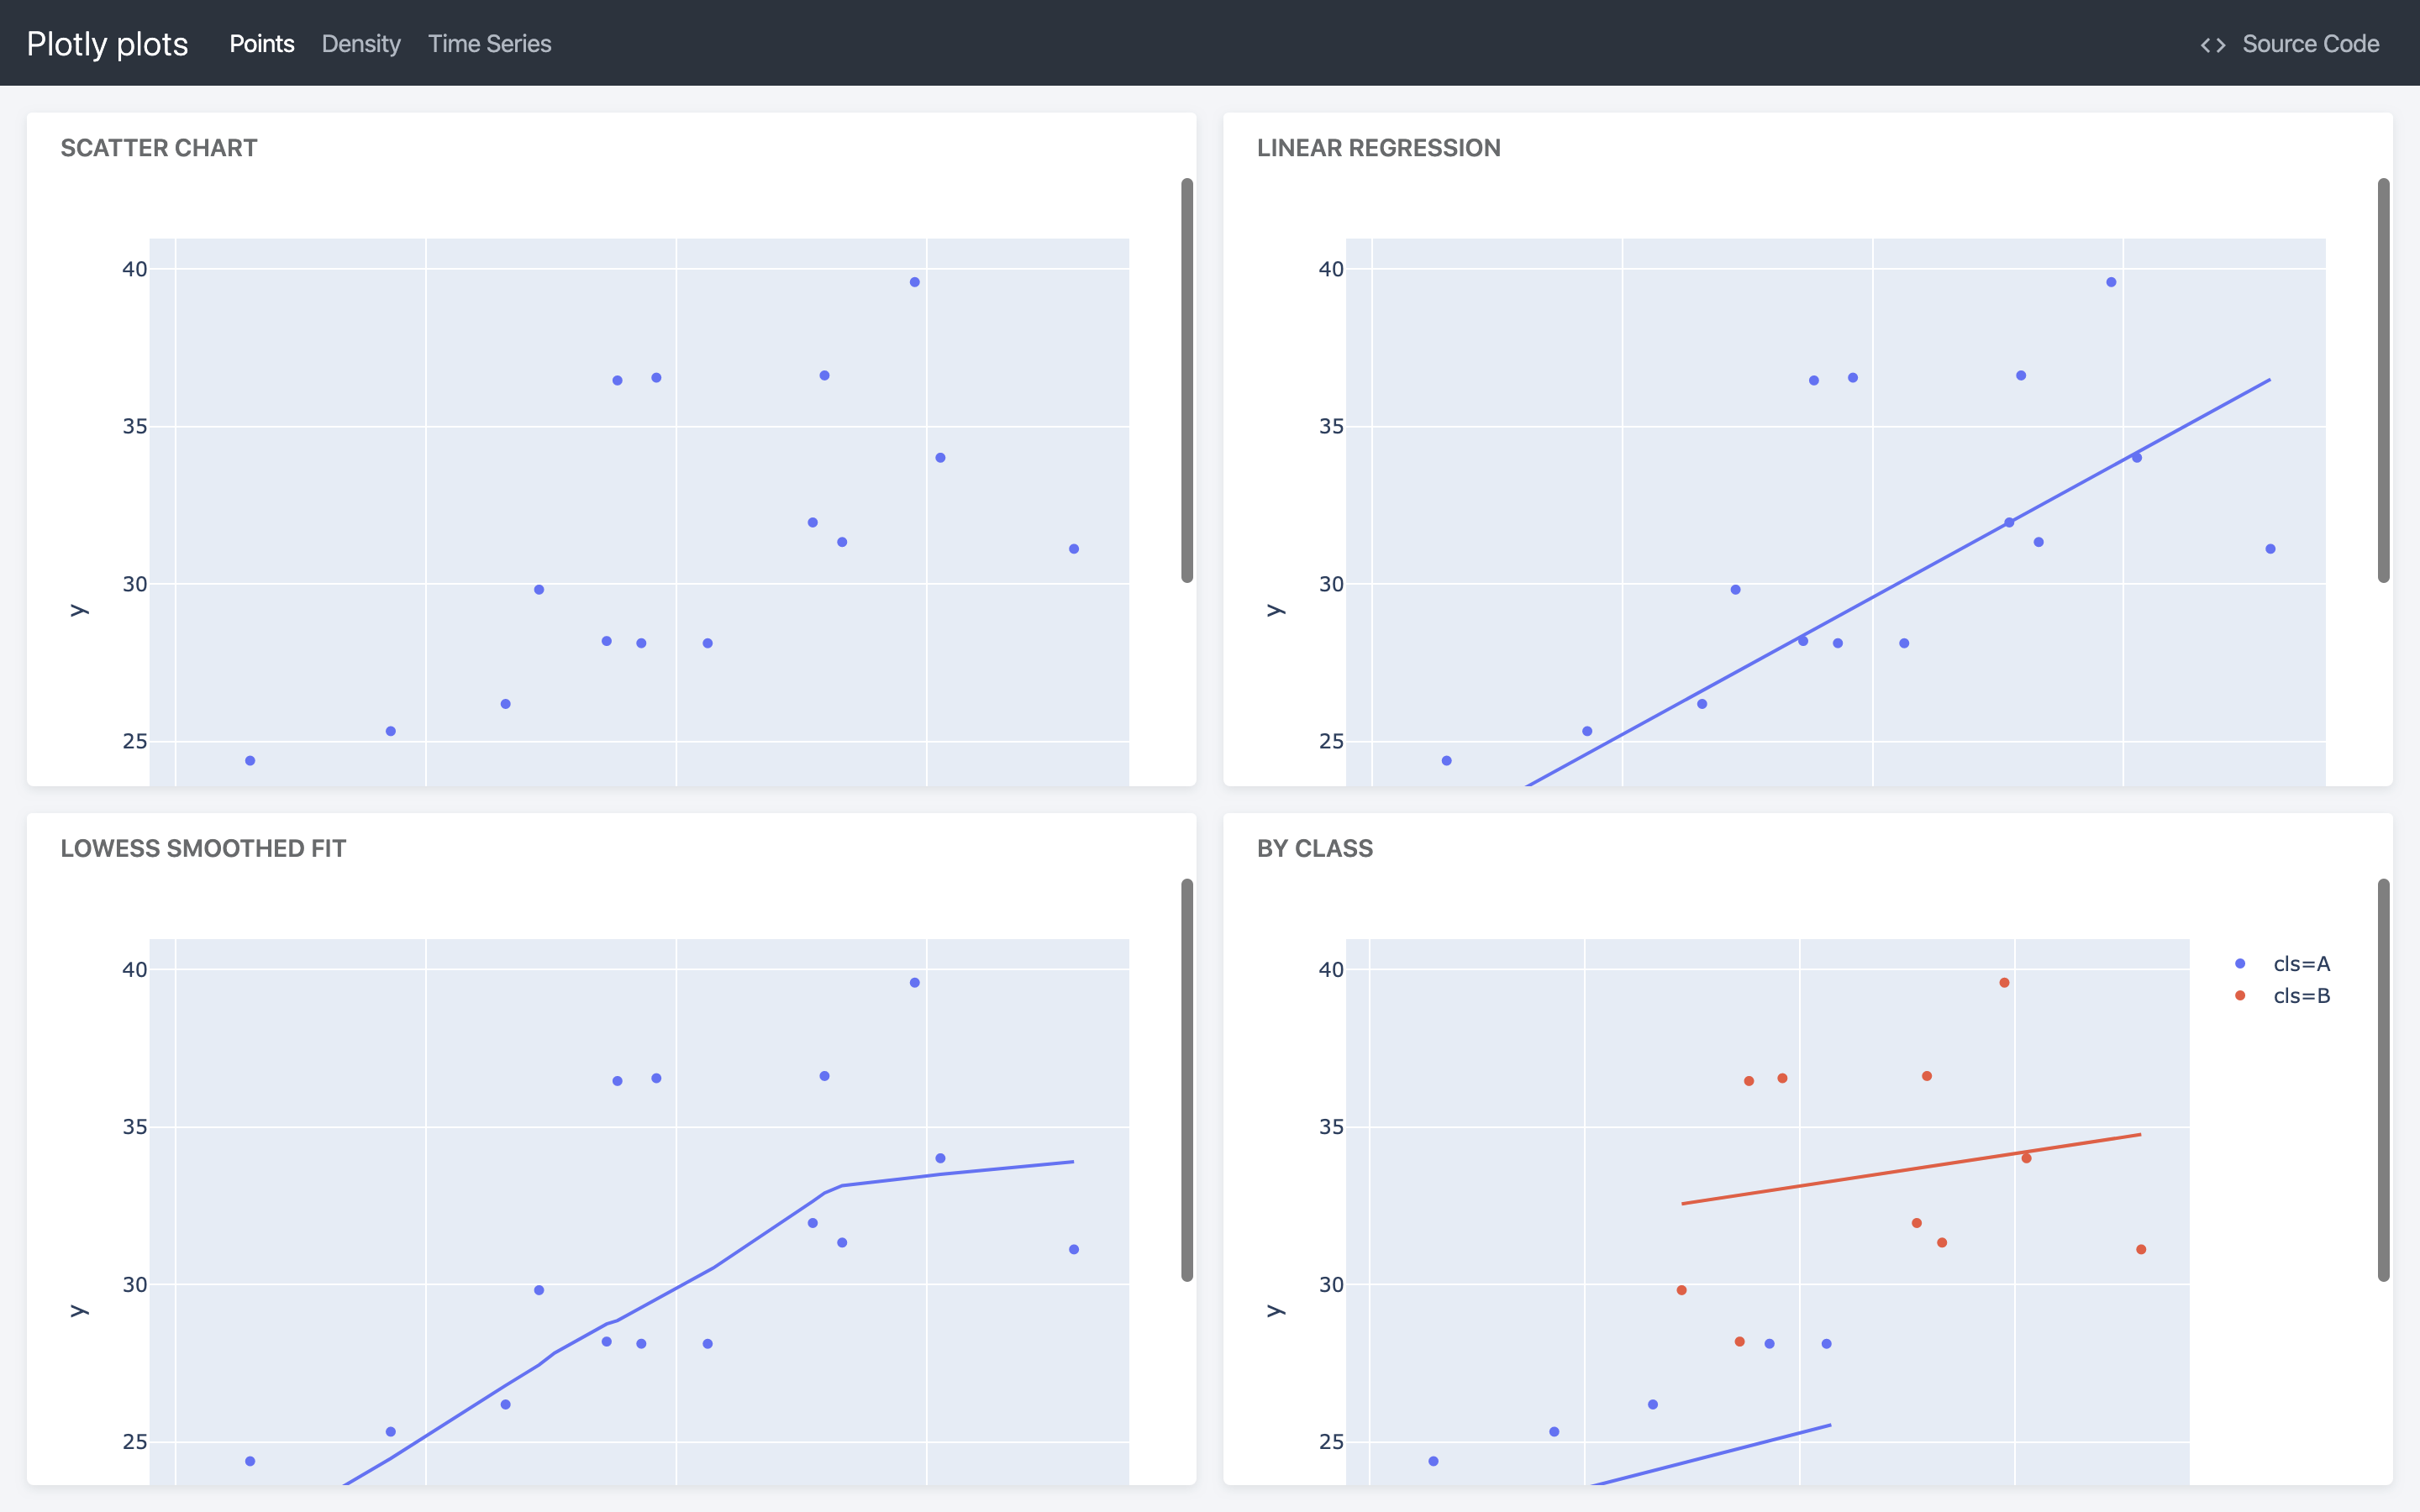 Plotly plots Points Density Time Series <> Source Code
SCATTER CHART
40
35
30
y
25
LINEAR REGRESSION
40
35
30
y
25
LOWESS SMOOTHED FIT
40
35
30
y
25
BY CLASS
40
35
30
y
25
cls=A
cls=B